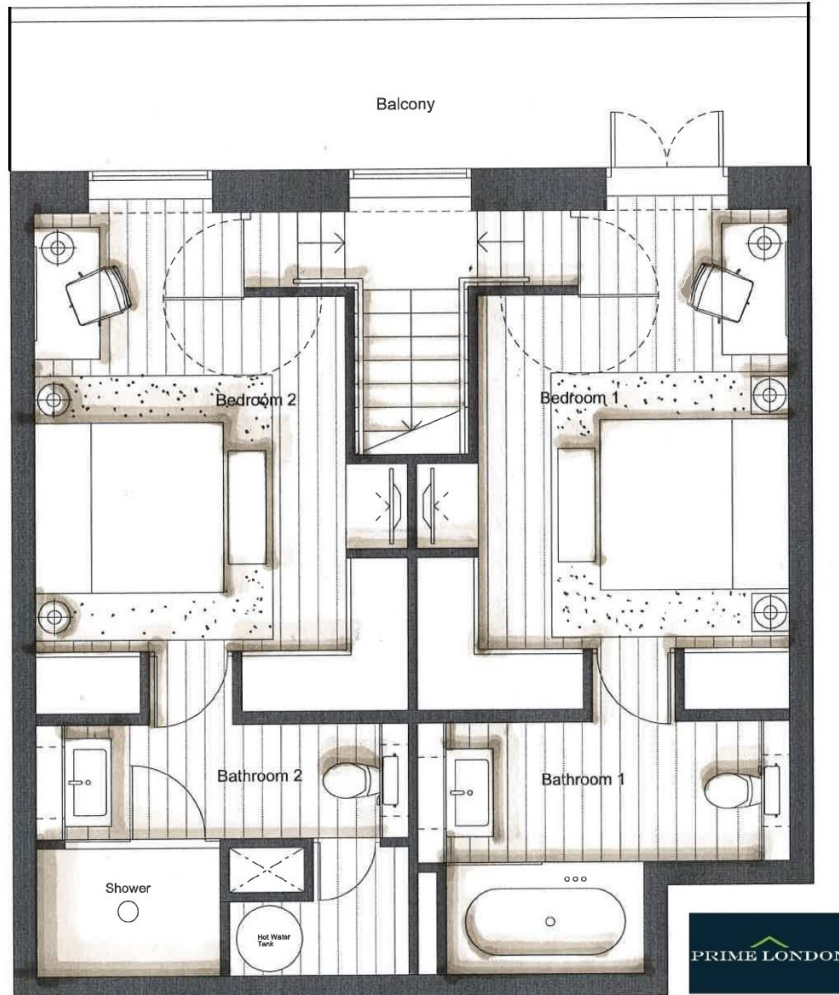 Balcony
Bedroom 2
Bedroom 1
Bathroom 2
Bathroom 1
Shower
Hot Water
Tank
PRIME LONDON